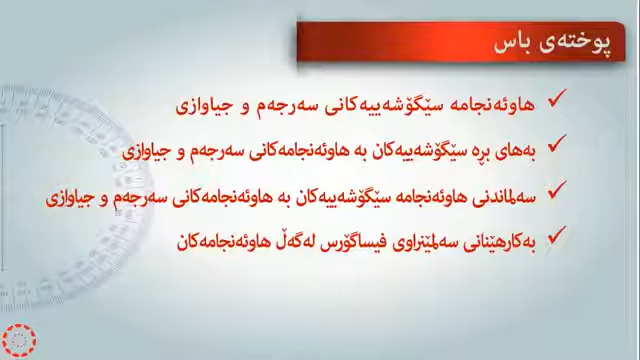 پوختەی باس
هاوئەنجامە سێگۆشەییەکانی سەرجەم و جیاوازی
بەهای بڕە سێگۆشەییەکان بە هاوئەنجامەکانی سەرجەم و جیاوازی
سەلماندنی هاوئەنجامە سێگۆشەییەکان بە هاوئەنجامەکانی سەرجەم و جیاوازی
بەکارهێنانی سەلمێنراوی فیساگۆرس لەگەڵ هاوئەنجامەکان